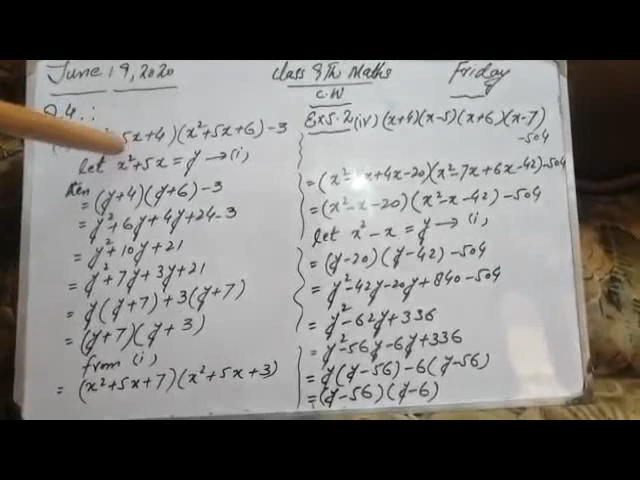 June 19, 2020 Class 9Th Maths Friday
C.W
Q4.:
5x+4)(x²+5x+6)-3
let x²+5x=y→(i)
then
=(y+4)(y+6)-3
=y²+6y+4y+24-3
=y²+10y+21
=y²+7y+3y+21
=y(y+7)+3(y+7)
=(y+7)(y+3)
from (i)
=(x²+5x+7)(x²+5x+3)
Ex5.2(iv)(x+4)(x-5)(x+6)(x-7)
-504
=(x²- x+4x-20)(x²-7x+6x-42)-504
=(x²-x-20)(x²-x-42)-504
let x²-x=y→(i)
=(y-20)(y-42)-504
=y²-42y-20y+840-504
=y²-62y+336
=y²-56y-6y+336
=y(y-56)-6(y-56)
=(y-56)(y-6)